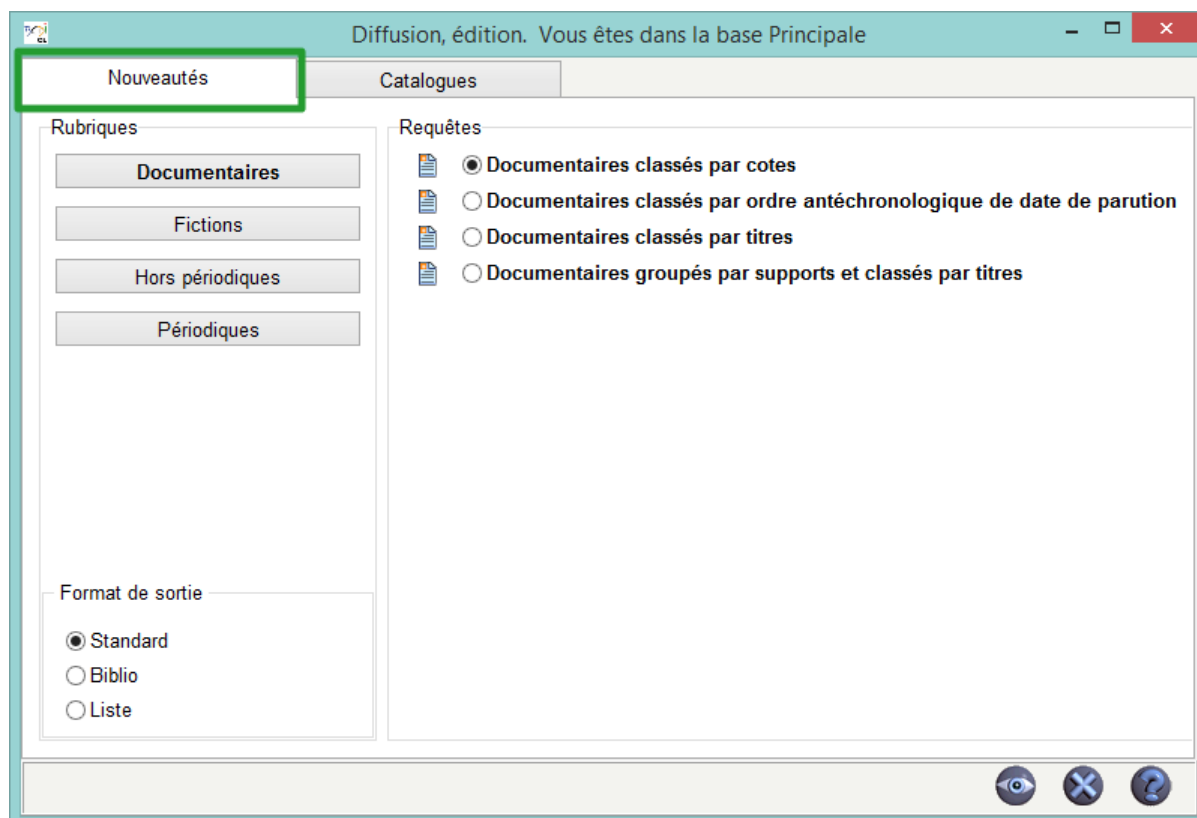 Diffusion, édition. Vous êtes dans la base Principale
Nouveautés
Catalogues
Rubriques
Documentaires
Fictions
Hors périodiques
Périodiques
Requêtes
Documentaires classés par cotes
Documentaires classés par ordre antéchronologique de date de parution
Documentaires classés par titres
Documentaires groupés par supports et classés par titres
Format de sortie
Standard
Biblio
Liste